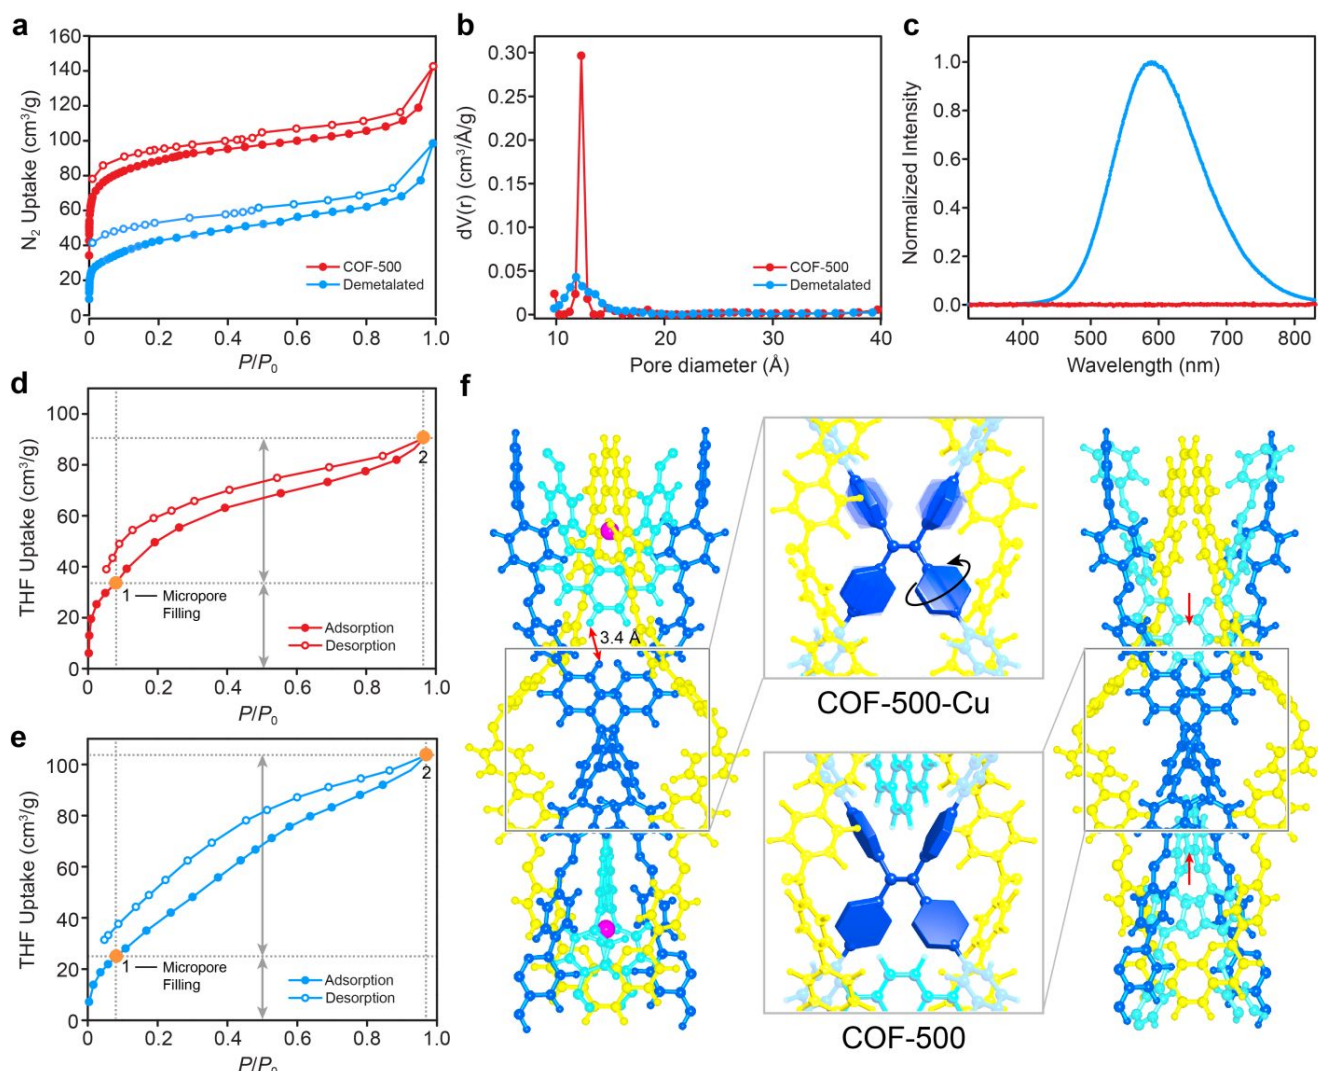 a
160
140
120
100
80
60
40
20
0
N₂ Uptake (cm³/g)
COF-500
Demetalated
0 0.2 0.4 0.6 0.8 1.0
P/P₀
b
0.30
0.25
0.20
0.15
0.10
0.05
0
dV(r) (cm³/Å/g)
COF-500
Demetalated
10 20 30 40
Pore diameter (Å)
c
1.0
0.8
0.6
0.4
0.2
0.0
Normalized Intensity
400 500 600 700 800
Wavelength (nm)
d
100
80
60
40
20
0
THF Uptake (cm³/g)
2
1 — Micropore
Filling
Adsorption
Desorption
0 0.2 0.4 0.6 0.8 1.0
P/P₀
e
100
80
60
40
20
0
THF Uptake (cm³/g)
2
1 — Micropore
Filling
Adsorption
Desorption
0 0.2 0.4 0.6 0.8 1.0
P/P₀
f
3.4 Å
COF-500-Cu
COF-500